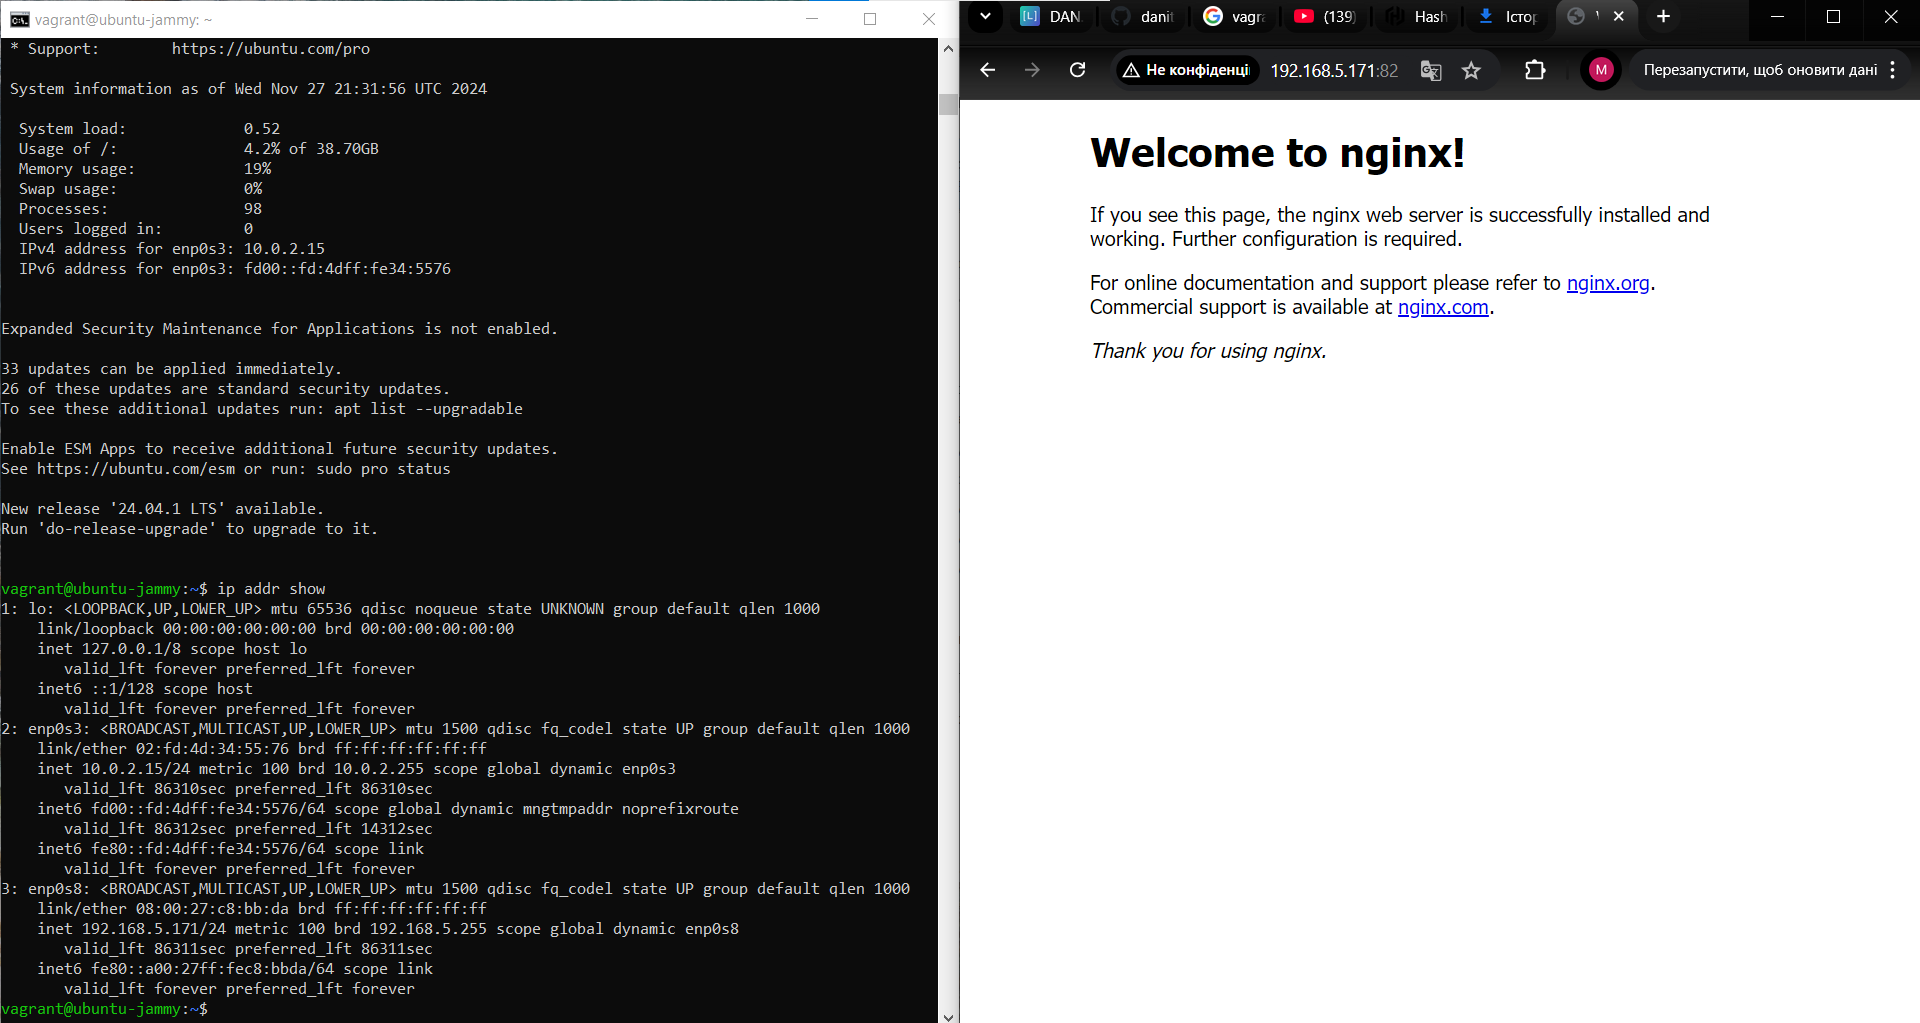 vagrant@ubuntu-jammy: ~
 * Support:        https://ubuntu.com/pro
 System information as of Wed Nov 27 21:31:56 UTC 2024
  System load:             0.52
  Usage of /:              4.2% of 38.70GB
  Memory usage:            19%
  Swap usage:              0%
  Processes:               98
  Users logged in:         0
  IPv4 address for enp0s3: 10.0.2.15
  IPv6 address for enp0s3: fd00::fd:4dff:fe34:5576
Expanded Security Maintenance for Applications is not enabled.
33 updates can be applied immediately.
26 of these updates are standard security updates.
To see these additional updates run: apt list --upgradable
Enable ESM Apps to receive additional future security updates.
See https://ubuntu.com/esm or run: sudo pro status
New release '24.04.1 LTS' available.
Run 'do-release-upgrade' to upgrade to it.
vagrant@ubuntu-jammy:~$ ip addr show
1: lo: <LOOPBACK,UP,LOWER_UP> mtu 65536 qdisc noqueue state UNKNOWN group default qlen 1000
    link/loopback 00:00:00:00:00:00 brd 00:00:00:00:00:00
    inet 127.0.0.1/8 scope host lo
       valid_lft forever preferred_lft forever
    inet6 ::1/128 scope host
       valid_lft forever preferred_lft forever
2: enp0s3: <BROADCAST,MULTICAST,UP,LOWER_UP> mtu 1500 qdisc fq_codel state UP group default qlen 1000
    link/ether 02:fd:4d:34:55:76 brd ff:ff:ff:ff:ff:ff
    inet 10.0.2.15/24 metric 100 brd 10.0.2.255 scope global dynamic enp0s3
       valid_lft 86310sec preferred_lft 86310sec
    inet6 fd00::fd:4dff:fe34:5576/64 scope global dynamic mngtmpaddr noprefixroute
       valid_lft 86312sec preferred_lft 14312sec
    inet6 fe80::fd:4dff:fe34:5576/64 scope link
       valid_lft forever preferred_lft forever
3: enp0s8: <BROADCAST,MULTICAST,UP,LOWER_UP> mtu 1500 qdisc fq_codel state UP group default qlen 1000
    link/ether 08:00:27:c8:bb:da brd ff:ff:ff:ff:ff:ff
    inet 192.168.5.171/24 metric 100 brd 192.168.5.255 scope global dynamic enp0s8
       valid_lft 86311sec preferred_lft 86311sec
    inet6 fe80::a00:27ff:fec8:bbda/64 scope link
       valid_lft forever preferred_lft forever
vagrant@ubuntu-jammy:~$
[L] DAN danit vagra (139) Hash Істор
Не конфіденці 192.168.5.171:82 M Перезапустити, щоб оновити дані
Welcome to nginx!
If you see this page, the nginx web server is successfully installed and
working. Further configuration is required.
For online documentation and support please refer to nginx.org.
Commercial support is available at nginx.com.
Thank you for using nginx.